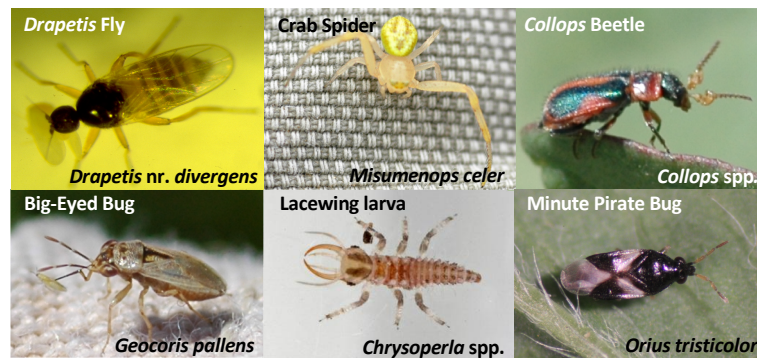 Drapetis Fly
Drapetis nr. divergens
Crab Spider
Misumenops celer
Collops Beetle
Collops spp.
Big-Eyed Bug
Geocoris pallens
Lacewing larva
Chrysoperla spp.
Minute Pirate Bug
Orius tristicolor